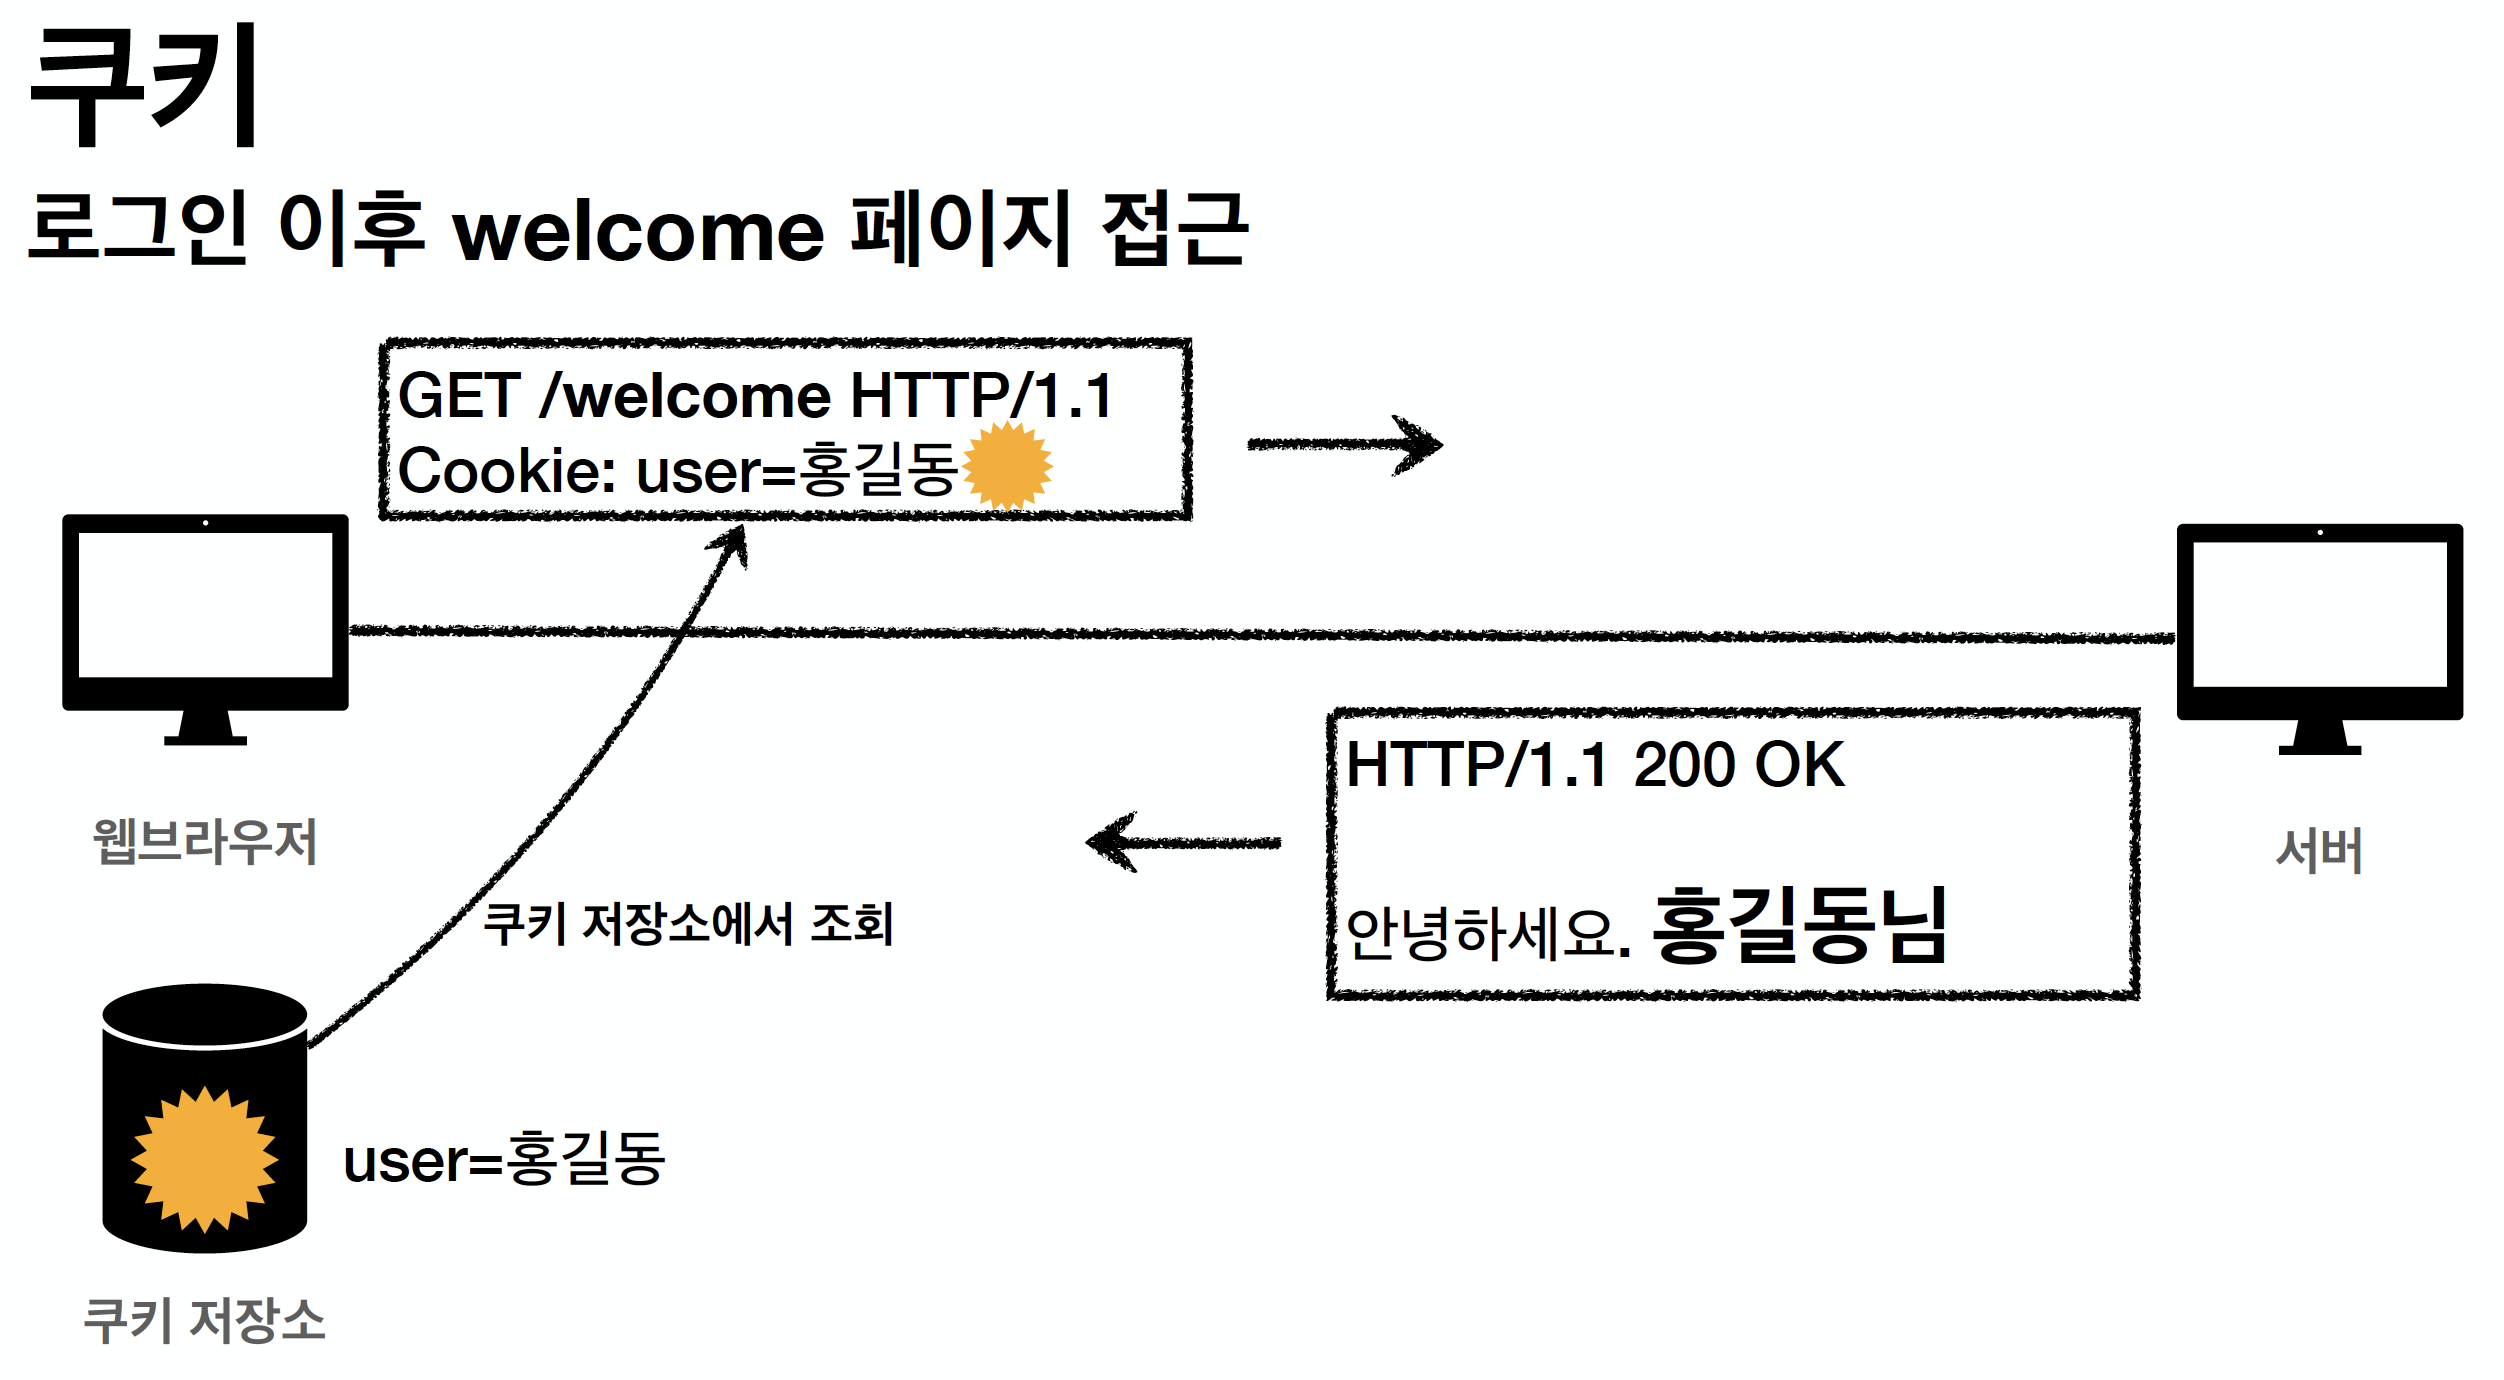 쿠키
로그인 이후 welcome 페이지 접근
GET /welcome HTTP/1.1
Cookie: user=홍길동
웹브라우저
HTTP/1.1 200 OK
안녕하세요. 홍길동님
서버
쿠키 저장소에서 조회
user=홍길동
쿠키 저장소